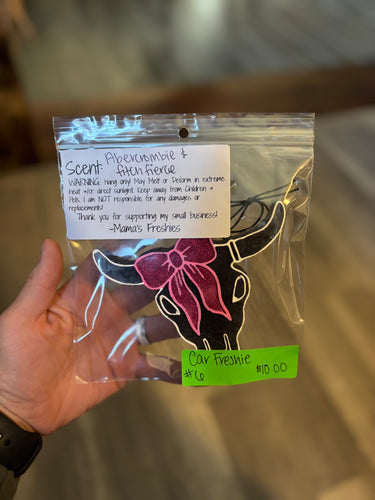 Scent: Abercrombie &
fitch fierce
WARNING: Hang only! May Melt or Deform in extreme
heat &/or direct sunlight. Keep away from Children &
Pets. I am NOT responsible for any damages or
replacements!
Thank you for supporting my small business!
-Mama's Freshies
Car Freshie
#6 $10.00